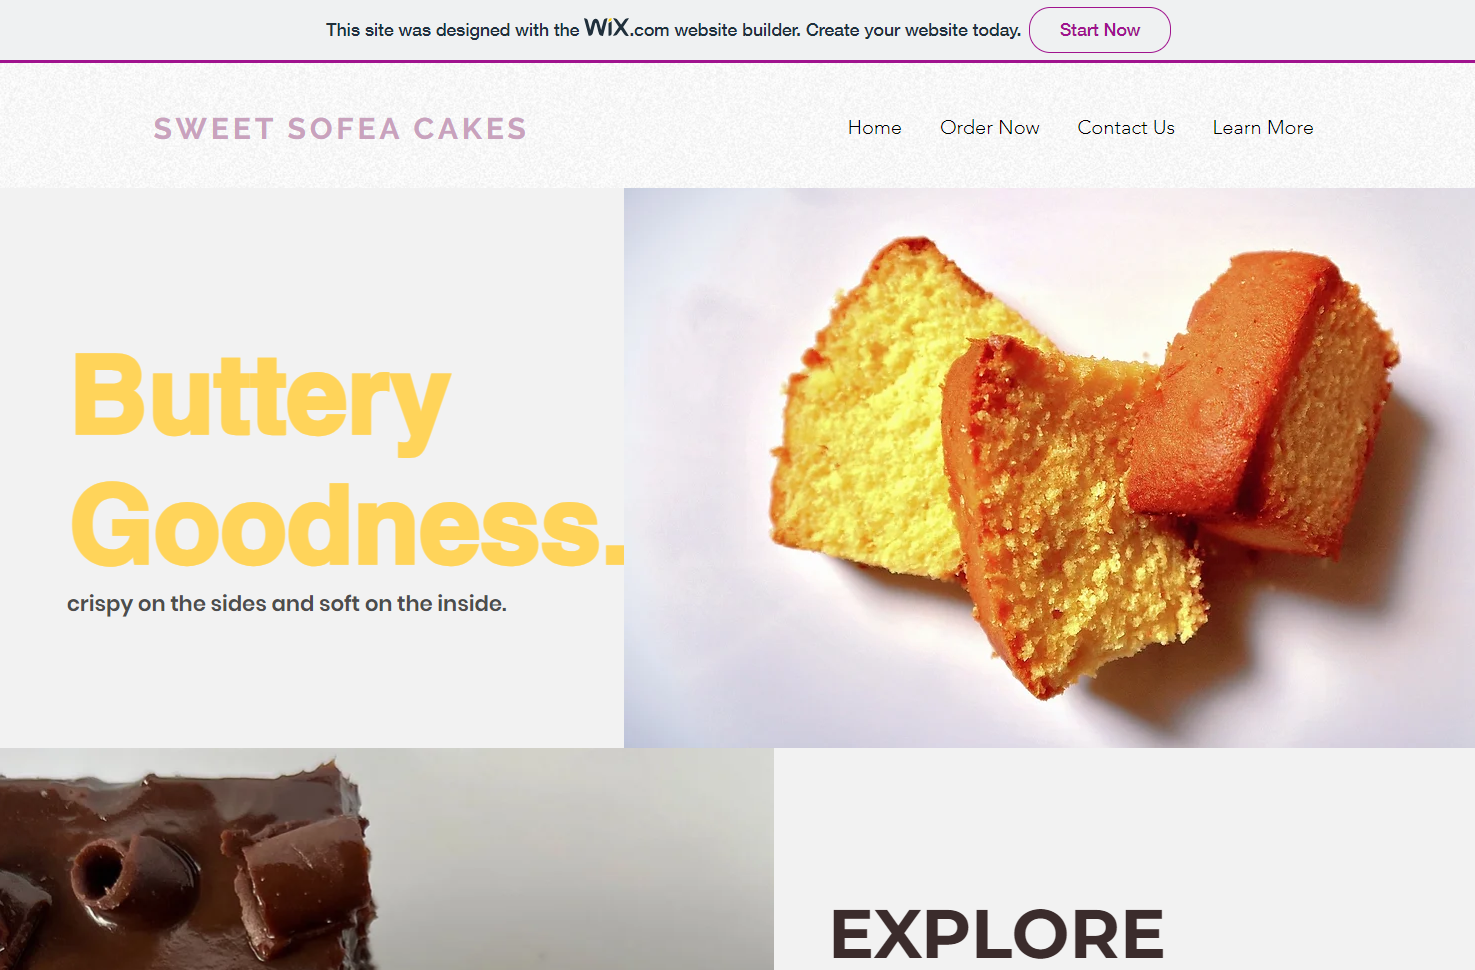 This site was designed with the WiX.com website builder. Create your website today. Start Now
SWEET SOFEA CAKES
Home Order Now Contact Us Learn More
Buttery
Goodness.
crispy on the sides and soft on the inside.
EXPLORE